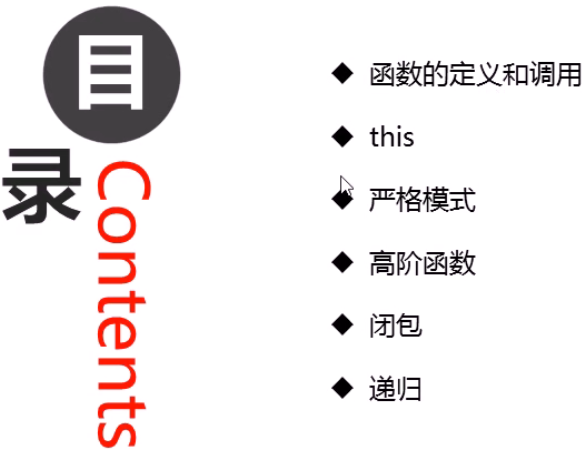 目录
Contents
◆ 函数的定义和调用
◆ this
◆ 严格模式
◆ 高阶函数
◆ 闭包
◆ 递归